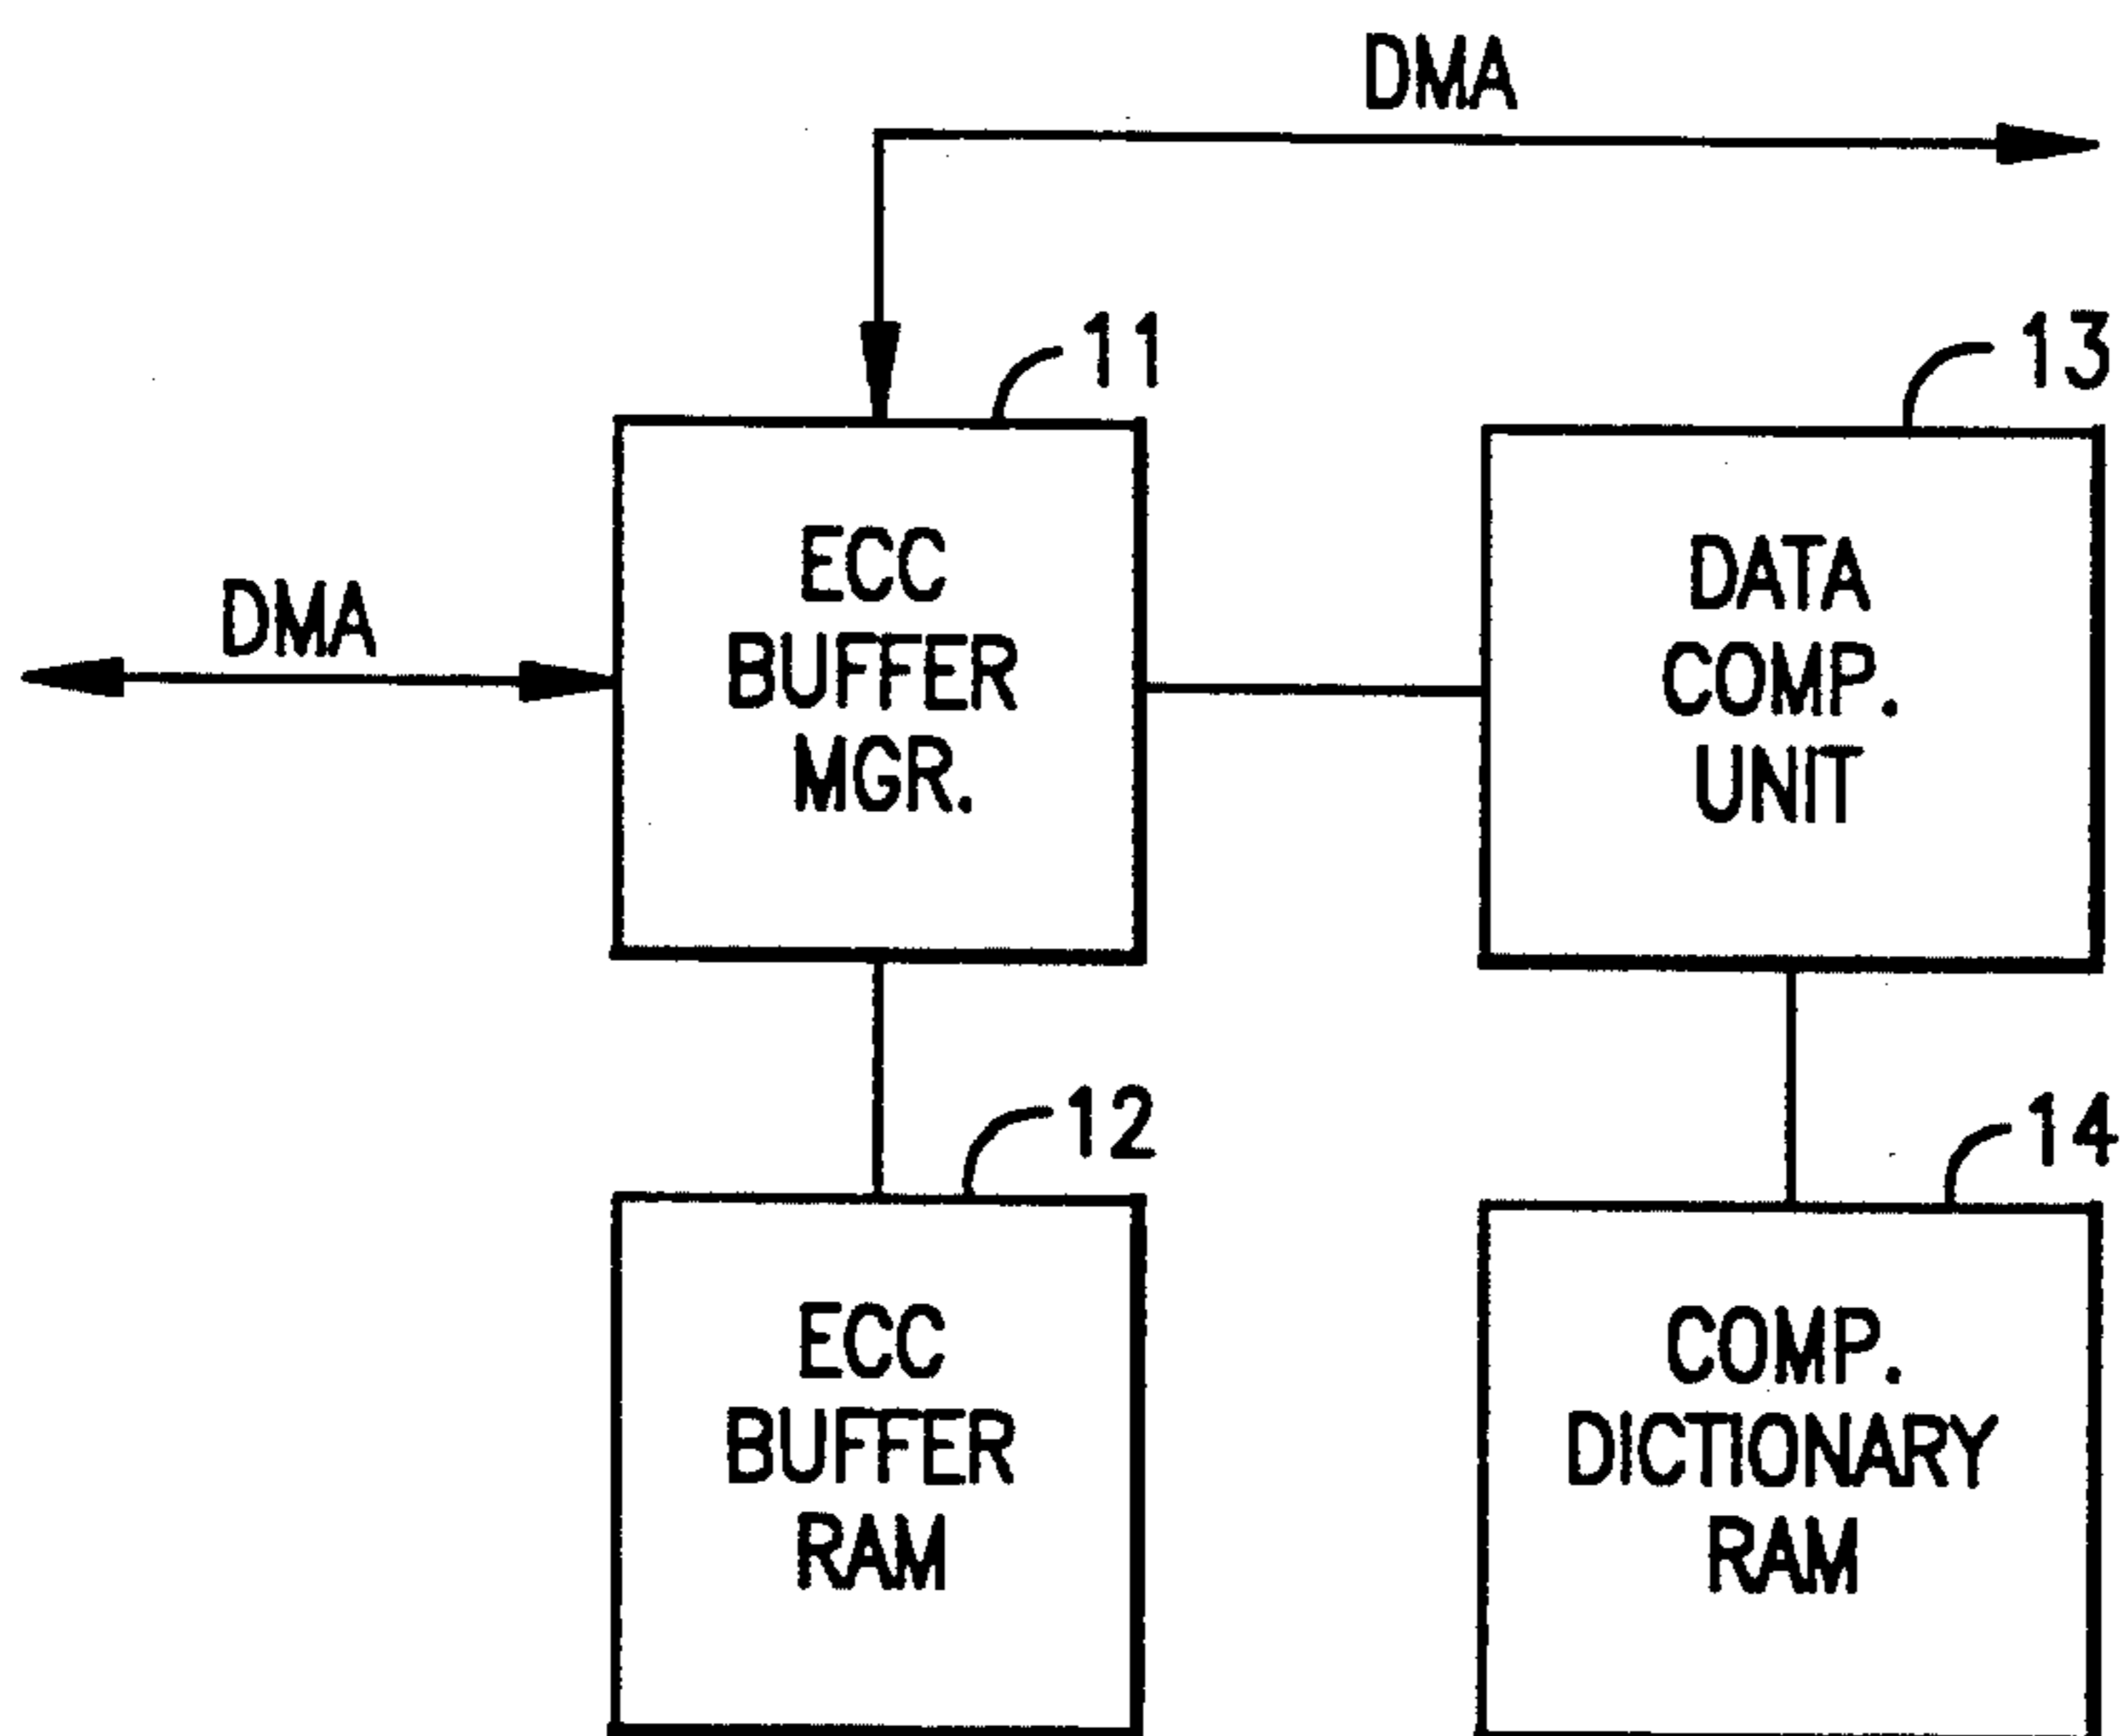 DMA
11
13
DMA
ECC
BUFFER
MGR.
DATA
COMP.
UNIT
12
14
ECC
BUFFER
RAM
COMP.
DICTIONARY
RAM